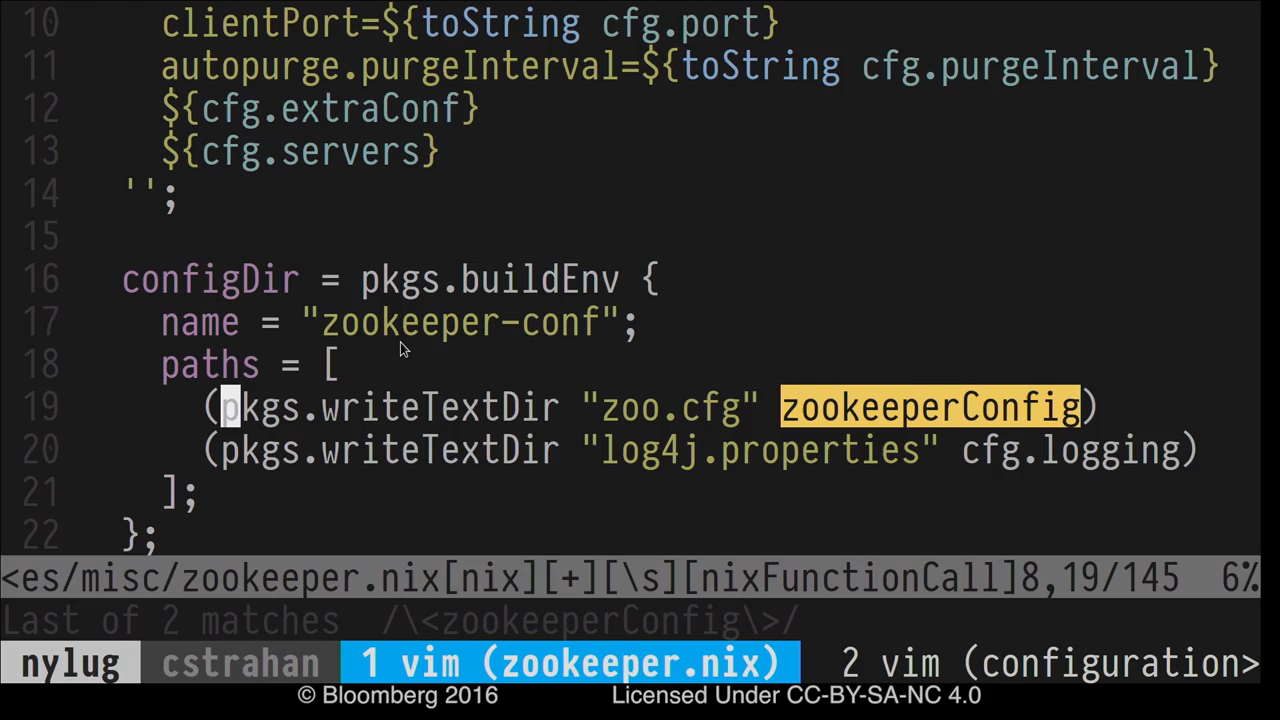 10 clientPort=${toString cfg.port}
11 autopurge.purgeInterval=${toString cfg.purgeInterval}
12 ${cfg.extraConf}
13 ${cfg.servers}
14 '';
15
16 configDir = pkgs.buildEnv {
17 name = "zookeeper-conf";
18 paths = [
19 (pkgs.writeTextDir "zoo.cfg" zookeeperConfig)
20 (pkgs.writeTextDir "log4j.properties" cfg.logging)
21 ];
22 };
<es/misc/zookeeper.nix[nix][+][\s][nixFunctionCall]8,19/145 6%
Last of 2 matches /\<zookeeperConfig\>/
nylug cstrahan 1 vim (zookeeper.nix) 2 vim (configuration>
© Bloomberg 2016 Licensed Under CC-BY-SA-NC 4.0